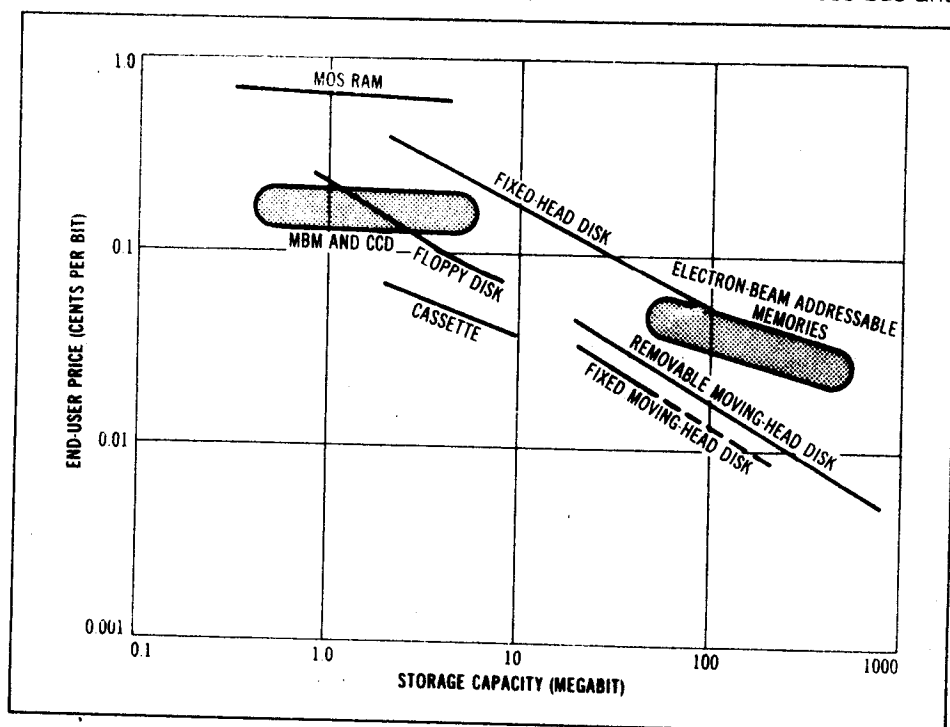 1.0
MOS RAM
FIXED-HEAD DISK
END-USER PRICE (CENTS PER BIT)
0.1
MBM AND CCD
FLOPPY DISK
ELECTRON-BEAM ADDRESSABLE
MEMORIES
CASSETTE
REMOVABLE MOVING-HEAD DISK
FIXED MOVING-HEAD DISK
0.01
0.001
0.1
1.0
10
100
1000
STORAGE CAPACITY (MEGABIT)